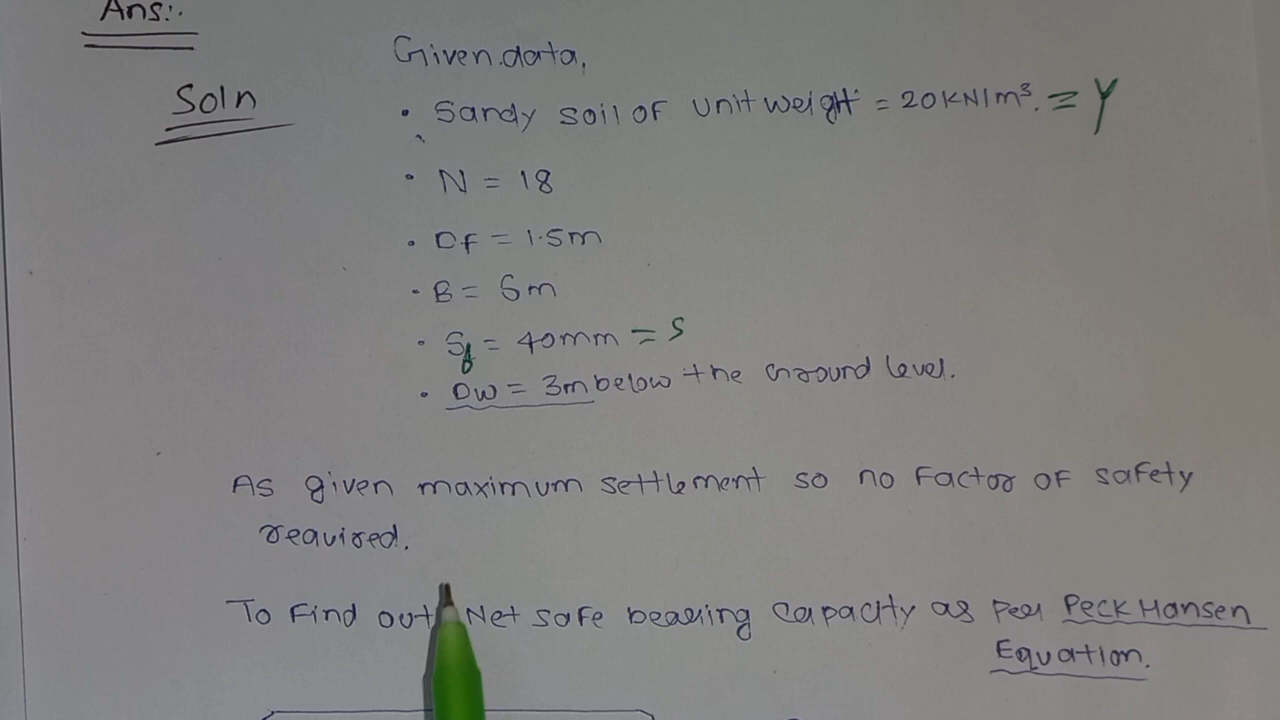 Ans:.
Given data,
Soln
• Sandy soil of unit weight = 20KN/m³. = γ
• N = 18
• Df = 1.5m
• B = 6m
• Sf = 40mm = S
• Dw = 3m below the Ground level.
As given maximum settlement so no Factor of safety
required.
To Find out Net safe bearing capacity as per Peck Hansen
Equation.